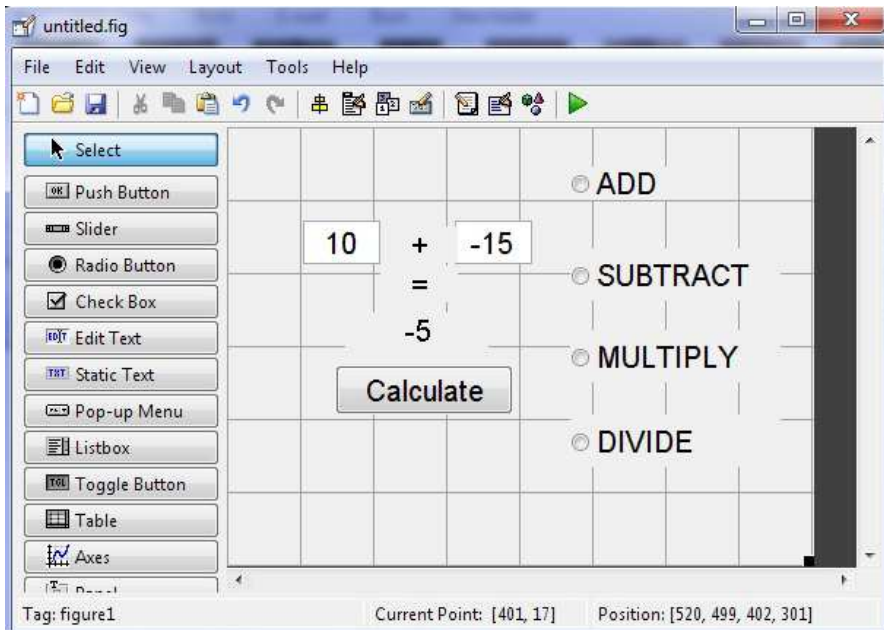 untitled.fig
File Edit View Layout Tools Help
Select
Push Button
Slider
Radio Button
Check Box
Edit Text
Static Text
Pop-up Menu
Listbox
Toggle Button
Table
Axes
Panel
10 + -15
=
-5
Calculate
ADD
SUBTRACT
MULTIPLY
DIVIDE
Tag: figure1 Current Point: [401, 17] Position: [520, 499, 402, 301]